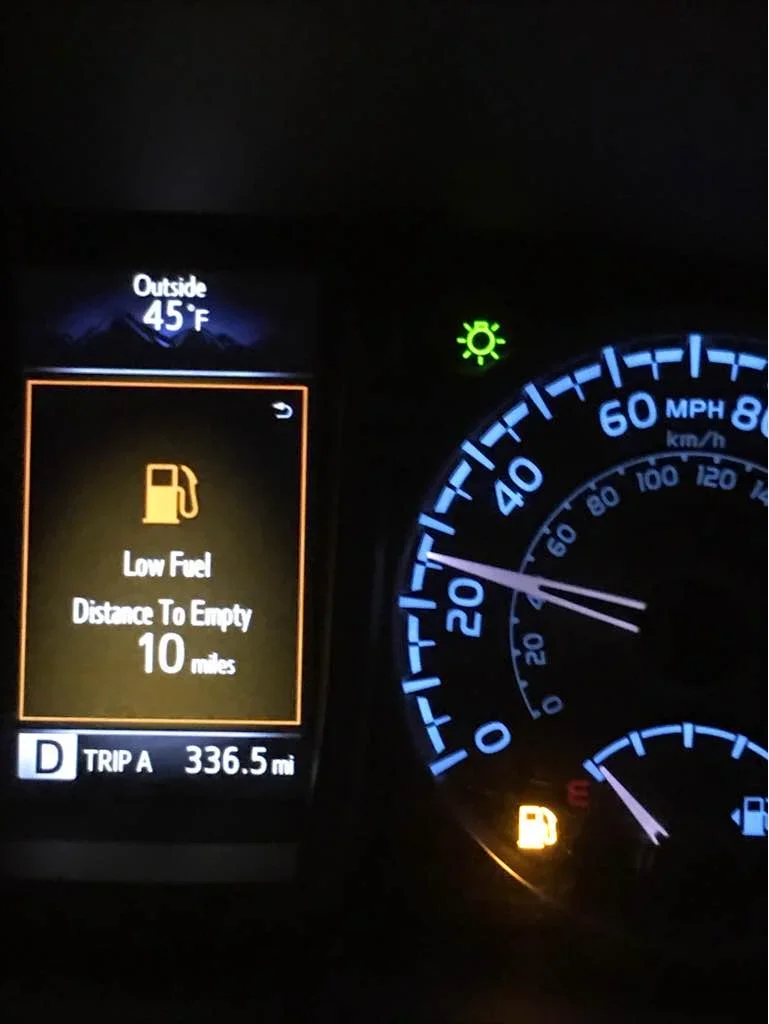 Outside
45°F
Low Fuel
Distance To Empty
10 miles
D TRIP A 336.5 mi
60 MPH 80
km/h
40
20
0
100 120
80
60
20
0
E